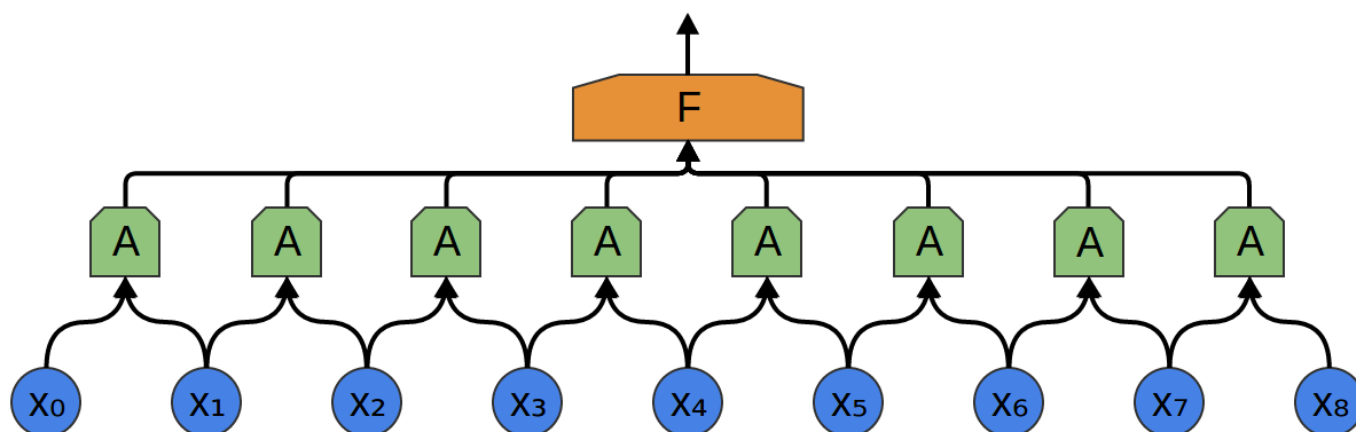 F
A A A A A A A A
x₀ x₁ x₂ x₃ x₄ x₅ x₆ x₇ x₈